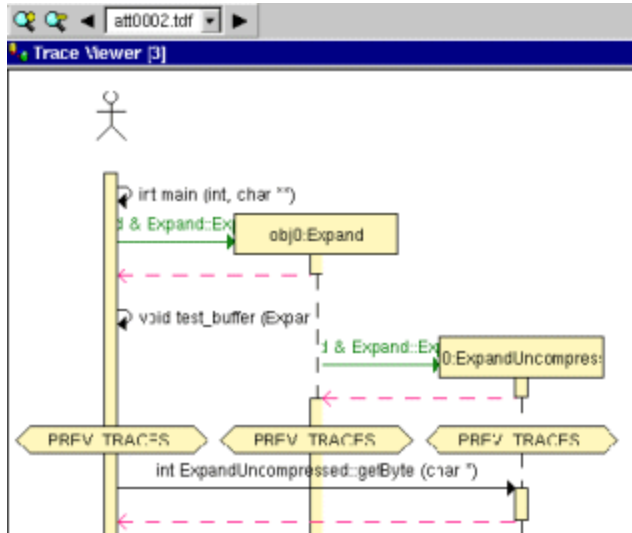 att0002.tdf
Trace Viewer [3]
int main (int, char **)
d & Expand::Ex
obj0:Expand
void test_buffer (Expar
d & Expand::Ex
0:ExpandUncompres
PREV_TRACES PREV_TRACES PREV_TRACES
int ExpandUncompressed::getByte (char *)